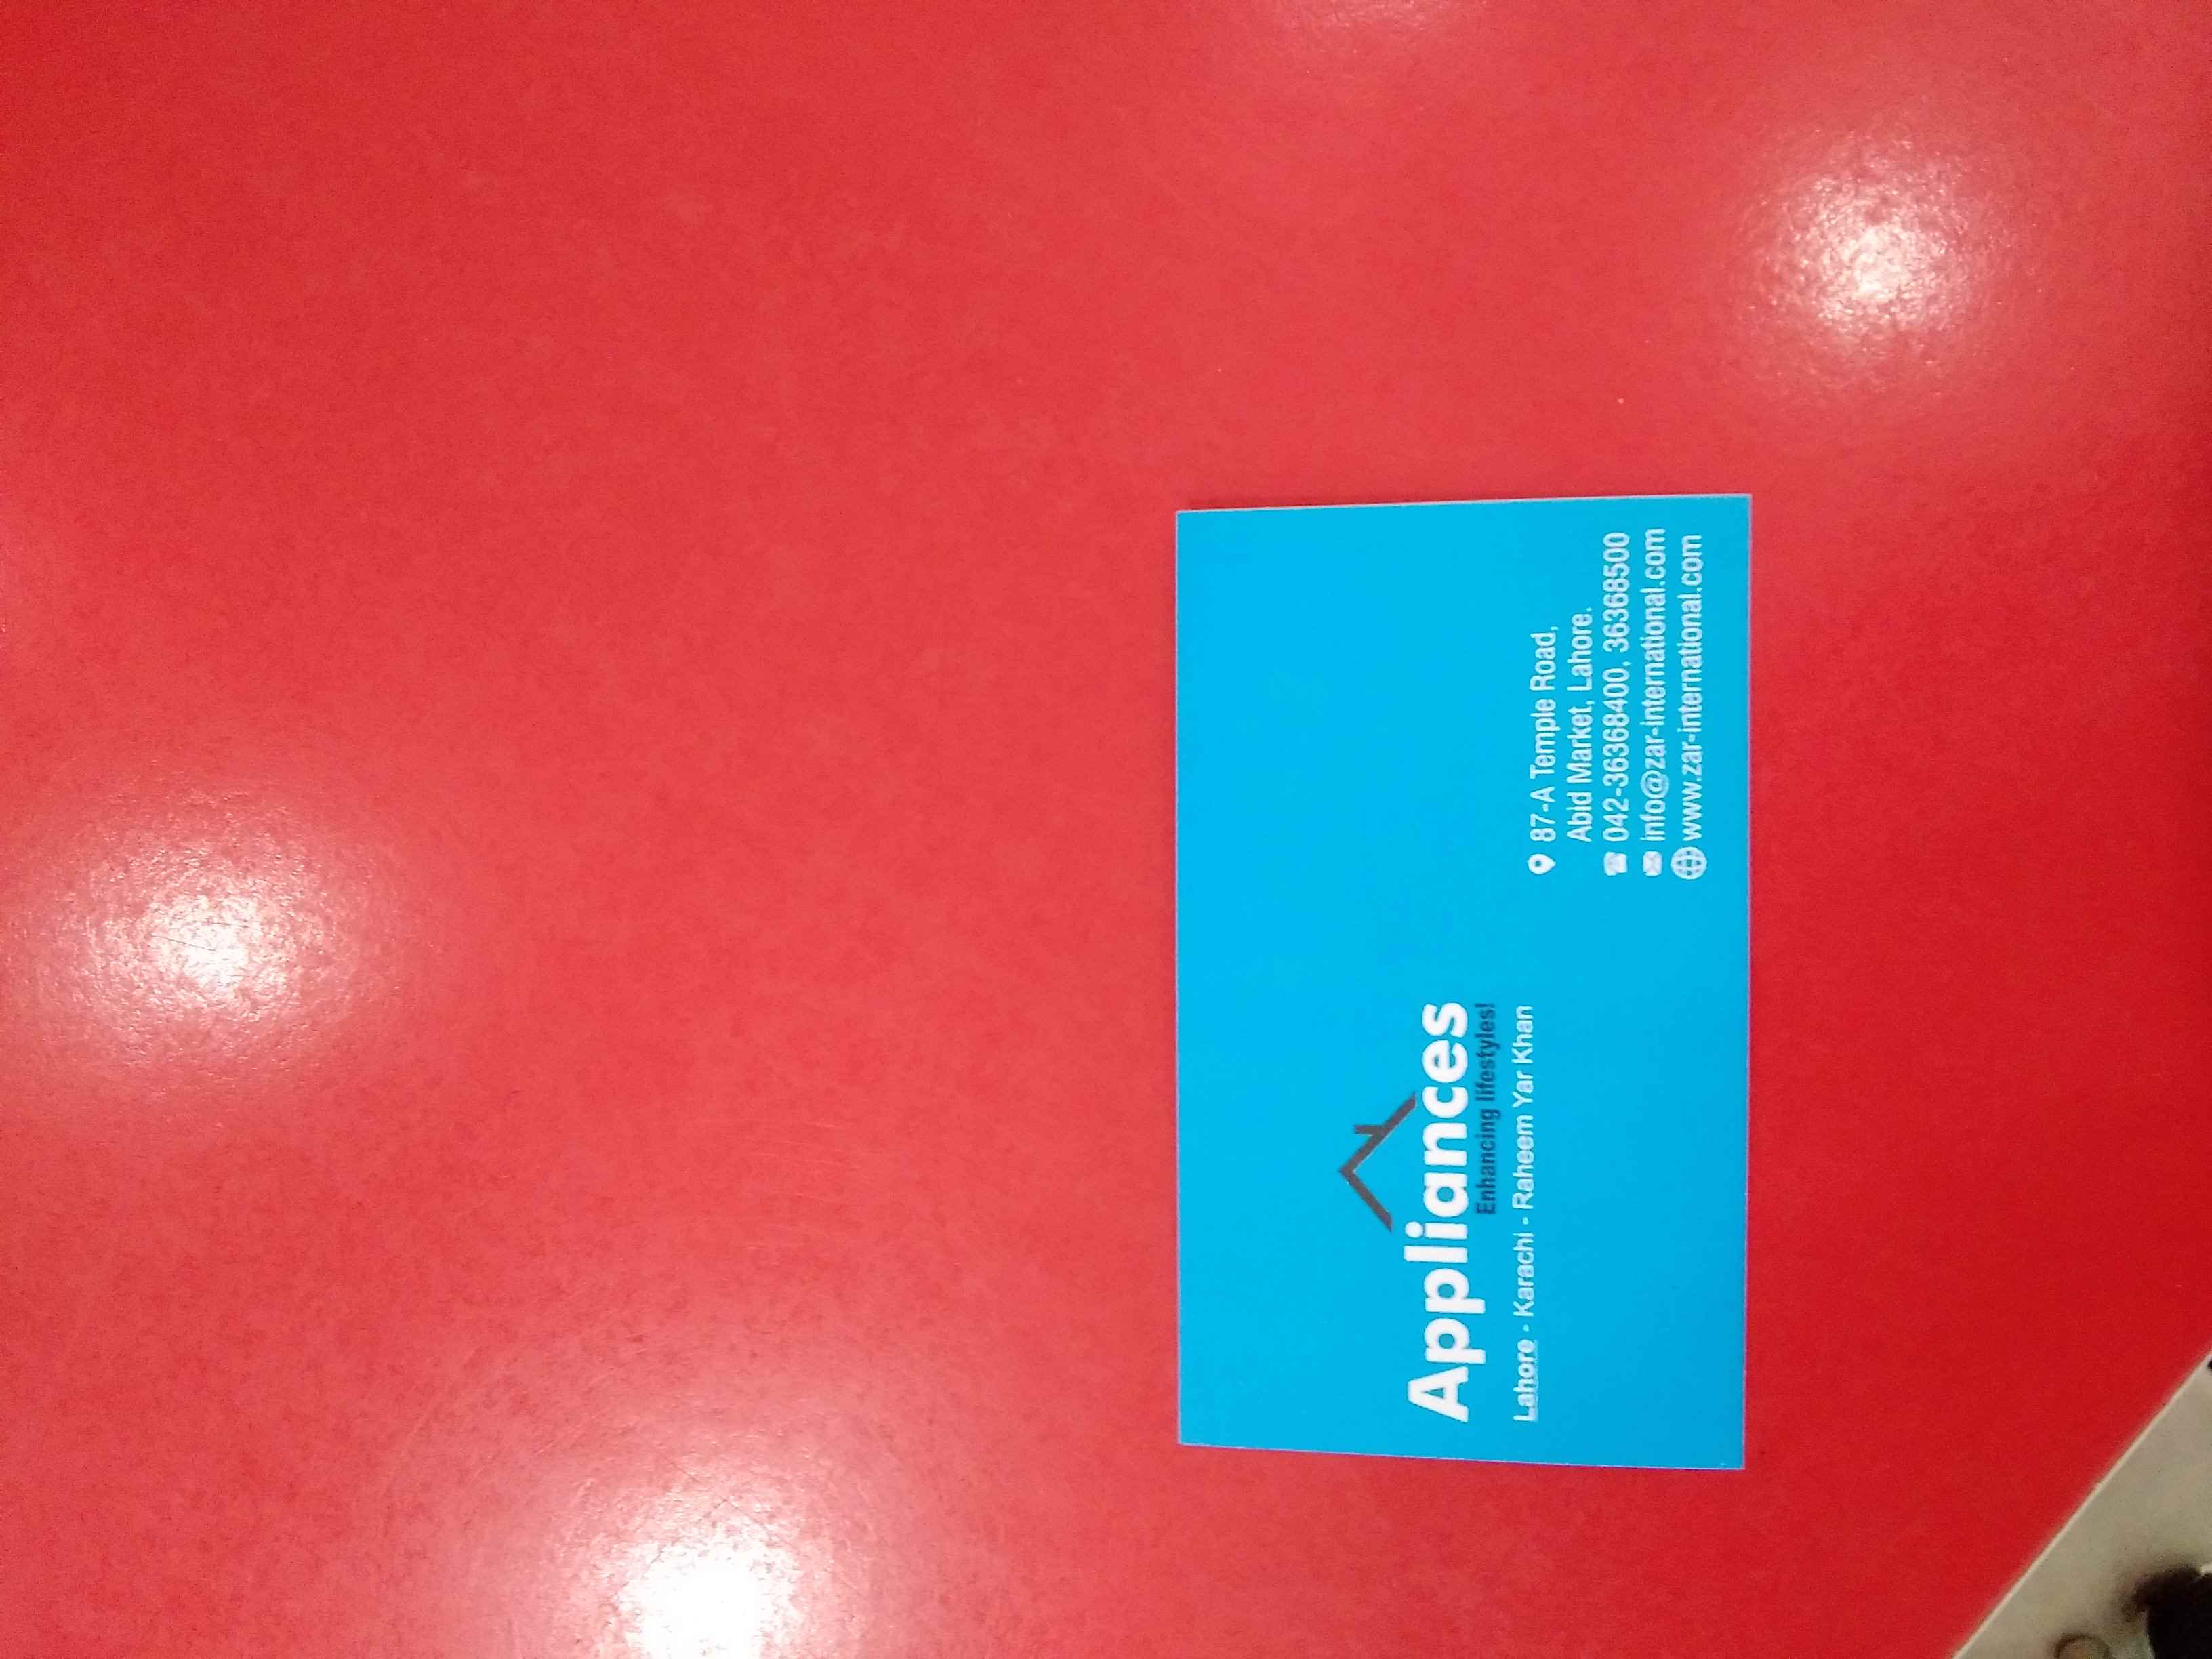 Appliances
Enhancing lifestyles!
Lahore - Karachi - Raheem Yar Khan
87-A Temple Road,
Abid Market, Lahore.
042-36368400, 36368500
info@zar-international.com
www.zar-international.com